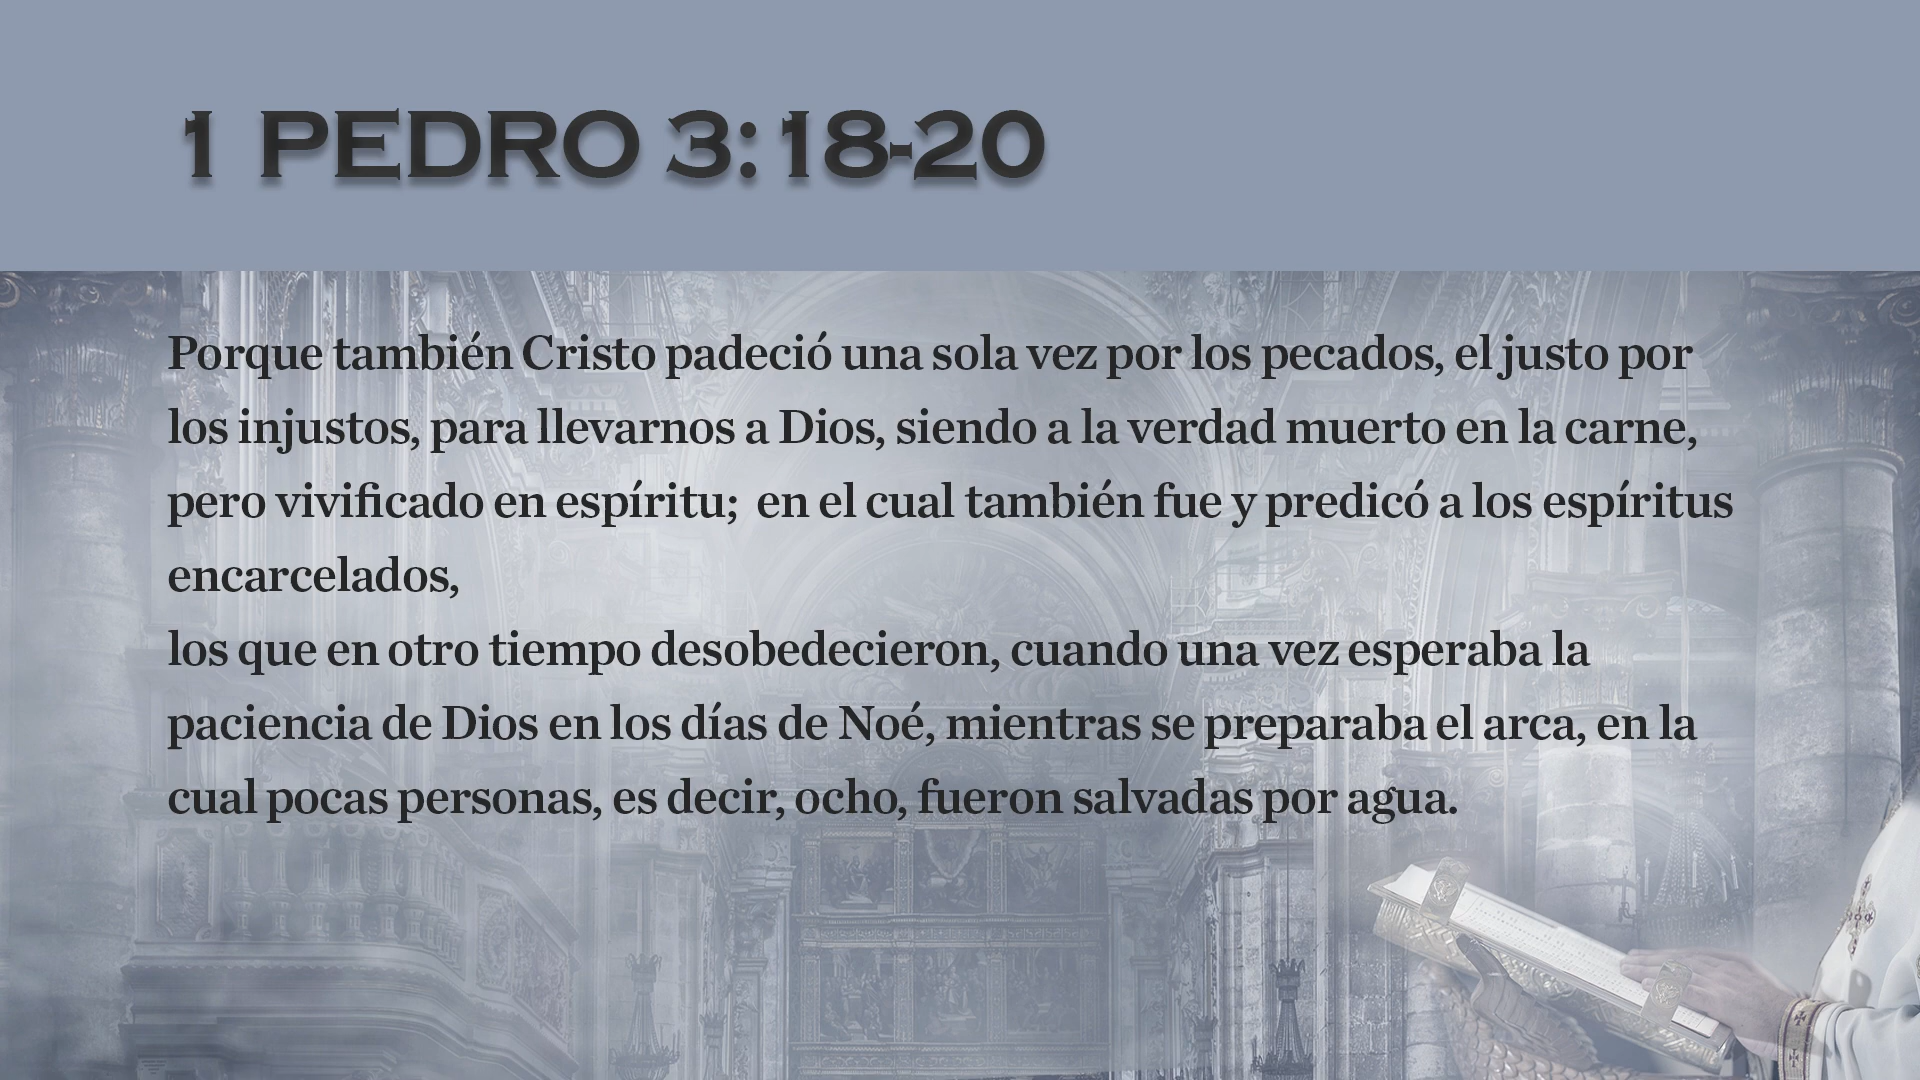 1 PEDRO 3:18-20
Porque también Cristo padeció una sola vez por los pecados, el justo por
los injustos, para llevarnos a Dios, siendo a la verdad muerto en la carne,
pero vivificado en espíritu;  en el cual también fue y predicó a los espíritus
encarcelados,
los que en otro tiempo desobedecieron, cuando una vez esperaba la
paciencia de Dios en los días de Noé, mientras se preparaba el arca, en la
cual pocas personas, es decir, ocho, fueron salvadas por agua.